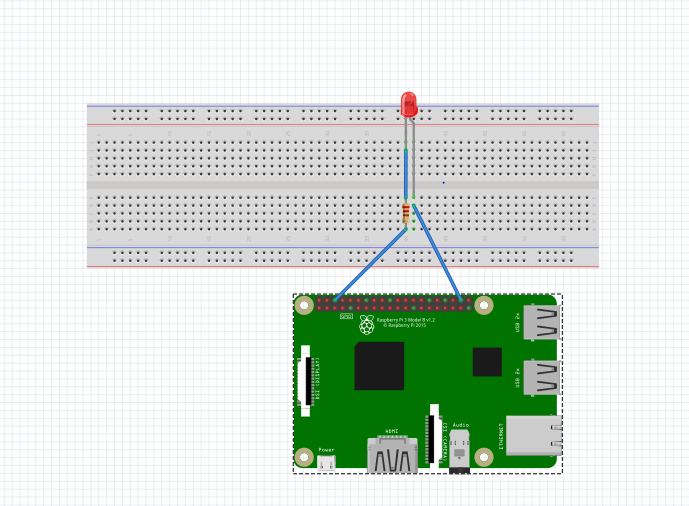 GPIO
Raspberry Pi 3 Model B v1.2
© Raspberry Pi 2015
USB 2x
DSI (DISPLAY)
USB 2x
HDMI
CSI (CAMERA)
Audio
ETHERNET
Power